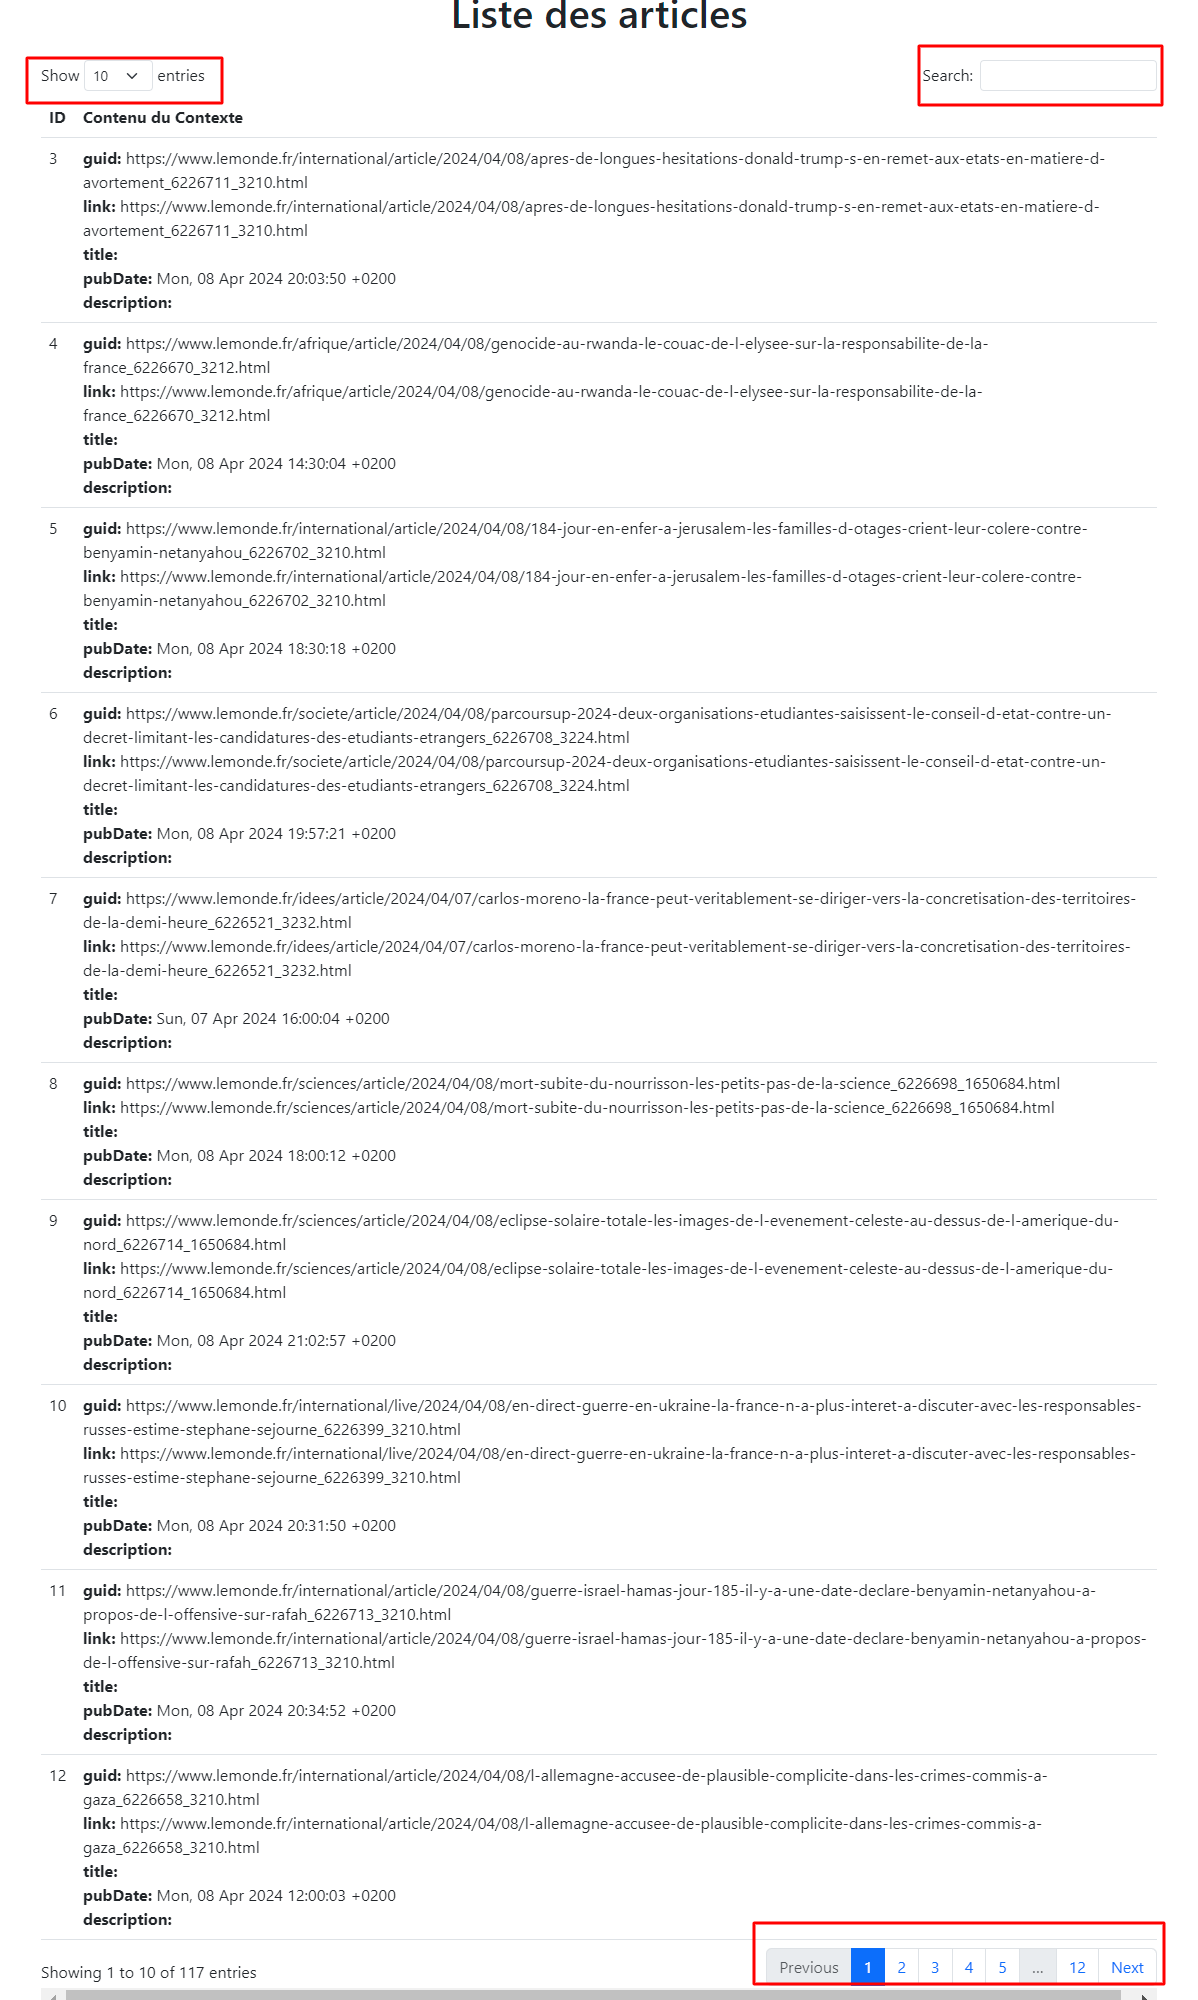 Liste des articles
Show 10 entries
Search:
ID Contenu du Contexte
3 guid: https://www.lemonde.fr/international/article/2024/04/08/apres-de-longues-hesitations-donald-trump-s-en-remet-aux-etats-en-matiere-d-
avortement_6226711_3210.html
link: https://www.lemonde.fr/international/article/2024/04/08/apres-de-longues-hesitations-donald-trump-s-en-remet-aux-etats-en-matiere-d-
avortement_6226711_3210.html
title:
pubDate: Mon, 08 Apr 2024 20:03:50 +0200
description:
4 guid: https://www.lemonde.fr/afrique/article/2024/04/08/genocide-au-rwanda-le-couac-de-l-elysee-sur-la-responsabilite-de-la-
france_6226670_3212.html
link: https://www.lemonde.fr/afrique/article/2024/04/08/genocide-au-rwanda-le-couac-de-l-elysee-sur-la-responsabilite-de-la-
france_6226670_3212.html
title:
pubDate: Mon, 08 Apr 2024 14:30:04 +0200
description:
5 guid: https://www.lemonde.fr/international/article/2024/04/08/184-jour-en-enfer-a-jerusalem-les-familles-d-otages-crient-leur-colere-contre-
benyamin-netanyahou_6226702_3210.html
link: https://www.lemonde.fr/international/article/2024/04/08/184-jour-en-enfer-a-jerusalem-les-familles-d-otages-crient-leur-colere-contre-
benyamin-netanyahou_6226702_3210.html
title:
pubDate: Mon, 08 Apr 2024 18:30:18 +0200
description:
6 guid: https://www.lemonde.fr/societe/article/2024/04/08/parcoursup-2024-deux-organisations-etudiantes-saisissent-le-conseil-d-etat-contre-un-
decret-limitant-les-candidatures-des-etudiants-etrangers_6226708_3224.html
link: https://www.lemonde.fr/societe/article/2024/04/08/parcoursup-2024-deux-organisations-etudiantes-saisissent-le-conseil-d-etat-contre-un-
decret-limitant-les-candidatures-des-etudiants-etrangers_6226708_3224.html
title:
pubDate: Mon, 08 Apr 2024 19:57:21 +0200
description:
7 guid: https://www.lemonde.fr/idees/article/2024/04/07/carlos-moreno-la-france-peut-veritablement-se-diriger-vers-la-concretisation-des-territoires-
de-la-demi-heure_6226521_3232.html
link: https://www.lemonde.fr/idees/article/2024/04/07/carlos-moreno-la-france-peut-veritablement-se-diriger-vers-la-concretisation-des-territoires-
de-la-demi-heure_6226521_3232.html
title:
pubDate: Sun, 07 Apr 2024 16:00:04 +0200
description:
8 guid: https://www.lemonde.fr/sciences/article/2024/04/08/mort-subite-du-nourrisson-les-petits-pas-de-la-science_6226698_1650684.html
link: https://www.lemonde.fr/sciences/article/2024/04/08/mort-subite-du-nourrisson-les-petits-pas-de-la-science_6226698_1650684.html
title:
pubDate: Mon, 08 Apr 2024 18:00:12 +0200
description:
9 guid: https://www.lemonde.fr/sciences/article/2024/04/08/eclipse-solaire-totale-les-images-de-l-evenement-celeste-au-dessus-de-l-amerique-du-
nord_6226714_1650684.html
link: https://www.lemonde.fr/sciences/article/2024/04/08/eclipse-solaire-totale-les-images-de-l-evenement-celeste-au-dessus-de-l-amerique-du-
nord_6226714_1650684.html
title:
pubDate: Mon, 08 Apr 2024 21:02:57 +0200
description:
10 guid: https://www.lemonde.fr/international/live/2024/04/08/en-direct-guerre-en-ukraine-la-france-n-a-plus-interet-a-discuter-avec-les-responsables-
russes-estime-stephane-sejourne_6226399_3210.html
link: https://www.lemonde.fr/international/live/2024/04/08/en-direct-guerre-en-ukraine-la-france-n-a-plus-interet-a-discuter-avec-les-responsables-
russes-estime-stephane-sejourne_6226399_3210.html
title:
pubDate: Mon, 08 Apr 2024 20:31:50 +0200
description:
11 guid: https://www.lemonde.fr/international/article/2024/04/08/guerre-israel-hamas-jour-185-il-y-a-une-date-declare-benyamin-netanyahou-a-
propos-de-l-offensive-sur-rafah_6226713_3210.html
link: https://www.lemonde.fr/international/article/2024/04/08/guerre-israel-hamas-jour-185-il-y-a-une-date-declare-benyamin-netanyahou-a-propos-
de-l-offensive-sur-rafah_6226713_3210.html
title:
pubDate: Mon, 08 Apr 2024 20:34:52 +0200
description:
12 guid: https://www.lemonde.fr/international/article/2024/04/08/l-allemagne-accusee-de-plausible-complicite-dans-les-crimes-commis-a-
gaza_6226658_3210.html
link: https://www.lemonde.fr/international/article/2024/04/08/l-allemagne-accusee-de-plausible-complicite-dans-les-crimes-commis-a-
gaza_6226658_3210.html
title:
pubDate: Mon, 08 Apr 2024 12:00:03 +0200
description:
Showing 1 to 10 of 117 entries
Previous 1 2 3 4 5 ... 12 Next